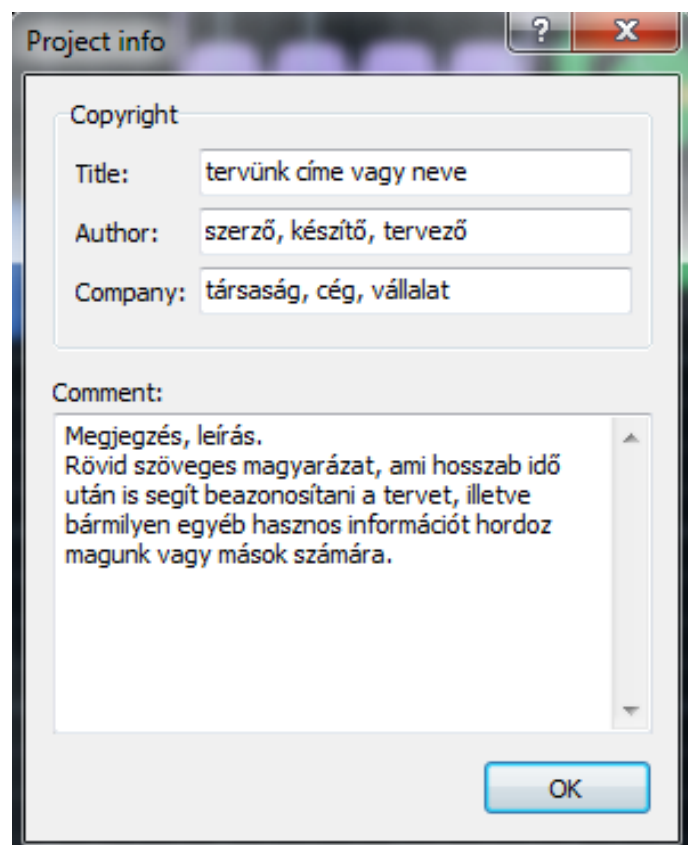 Project info
?
Copyright
Title: tervünk címe vagy neve
Author: szerző, készítő, tervező
Company: társaság, cég, vállalat
Comment:
Megjegzés, leírás.
Rövid szöveges magyarázat, ami hosszab idő
után is segít beazonosítani a tervet, illetve
bármilyen egyéb hasznos információt hordoz
magunk vagy mások számára.
OK